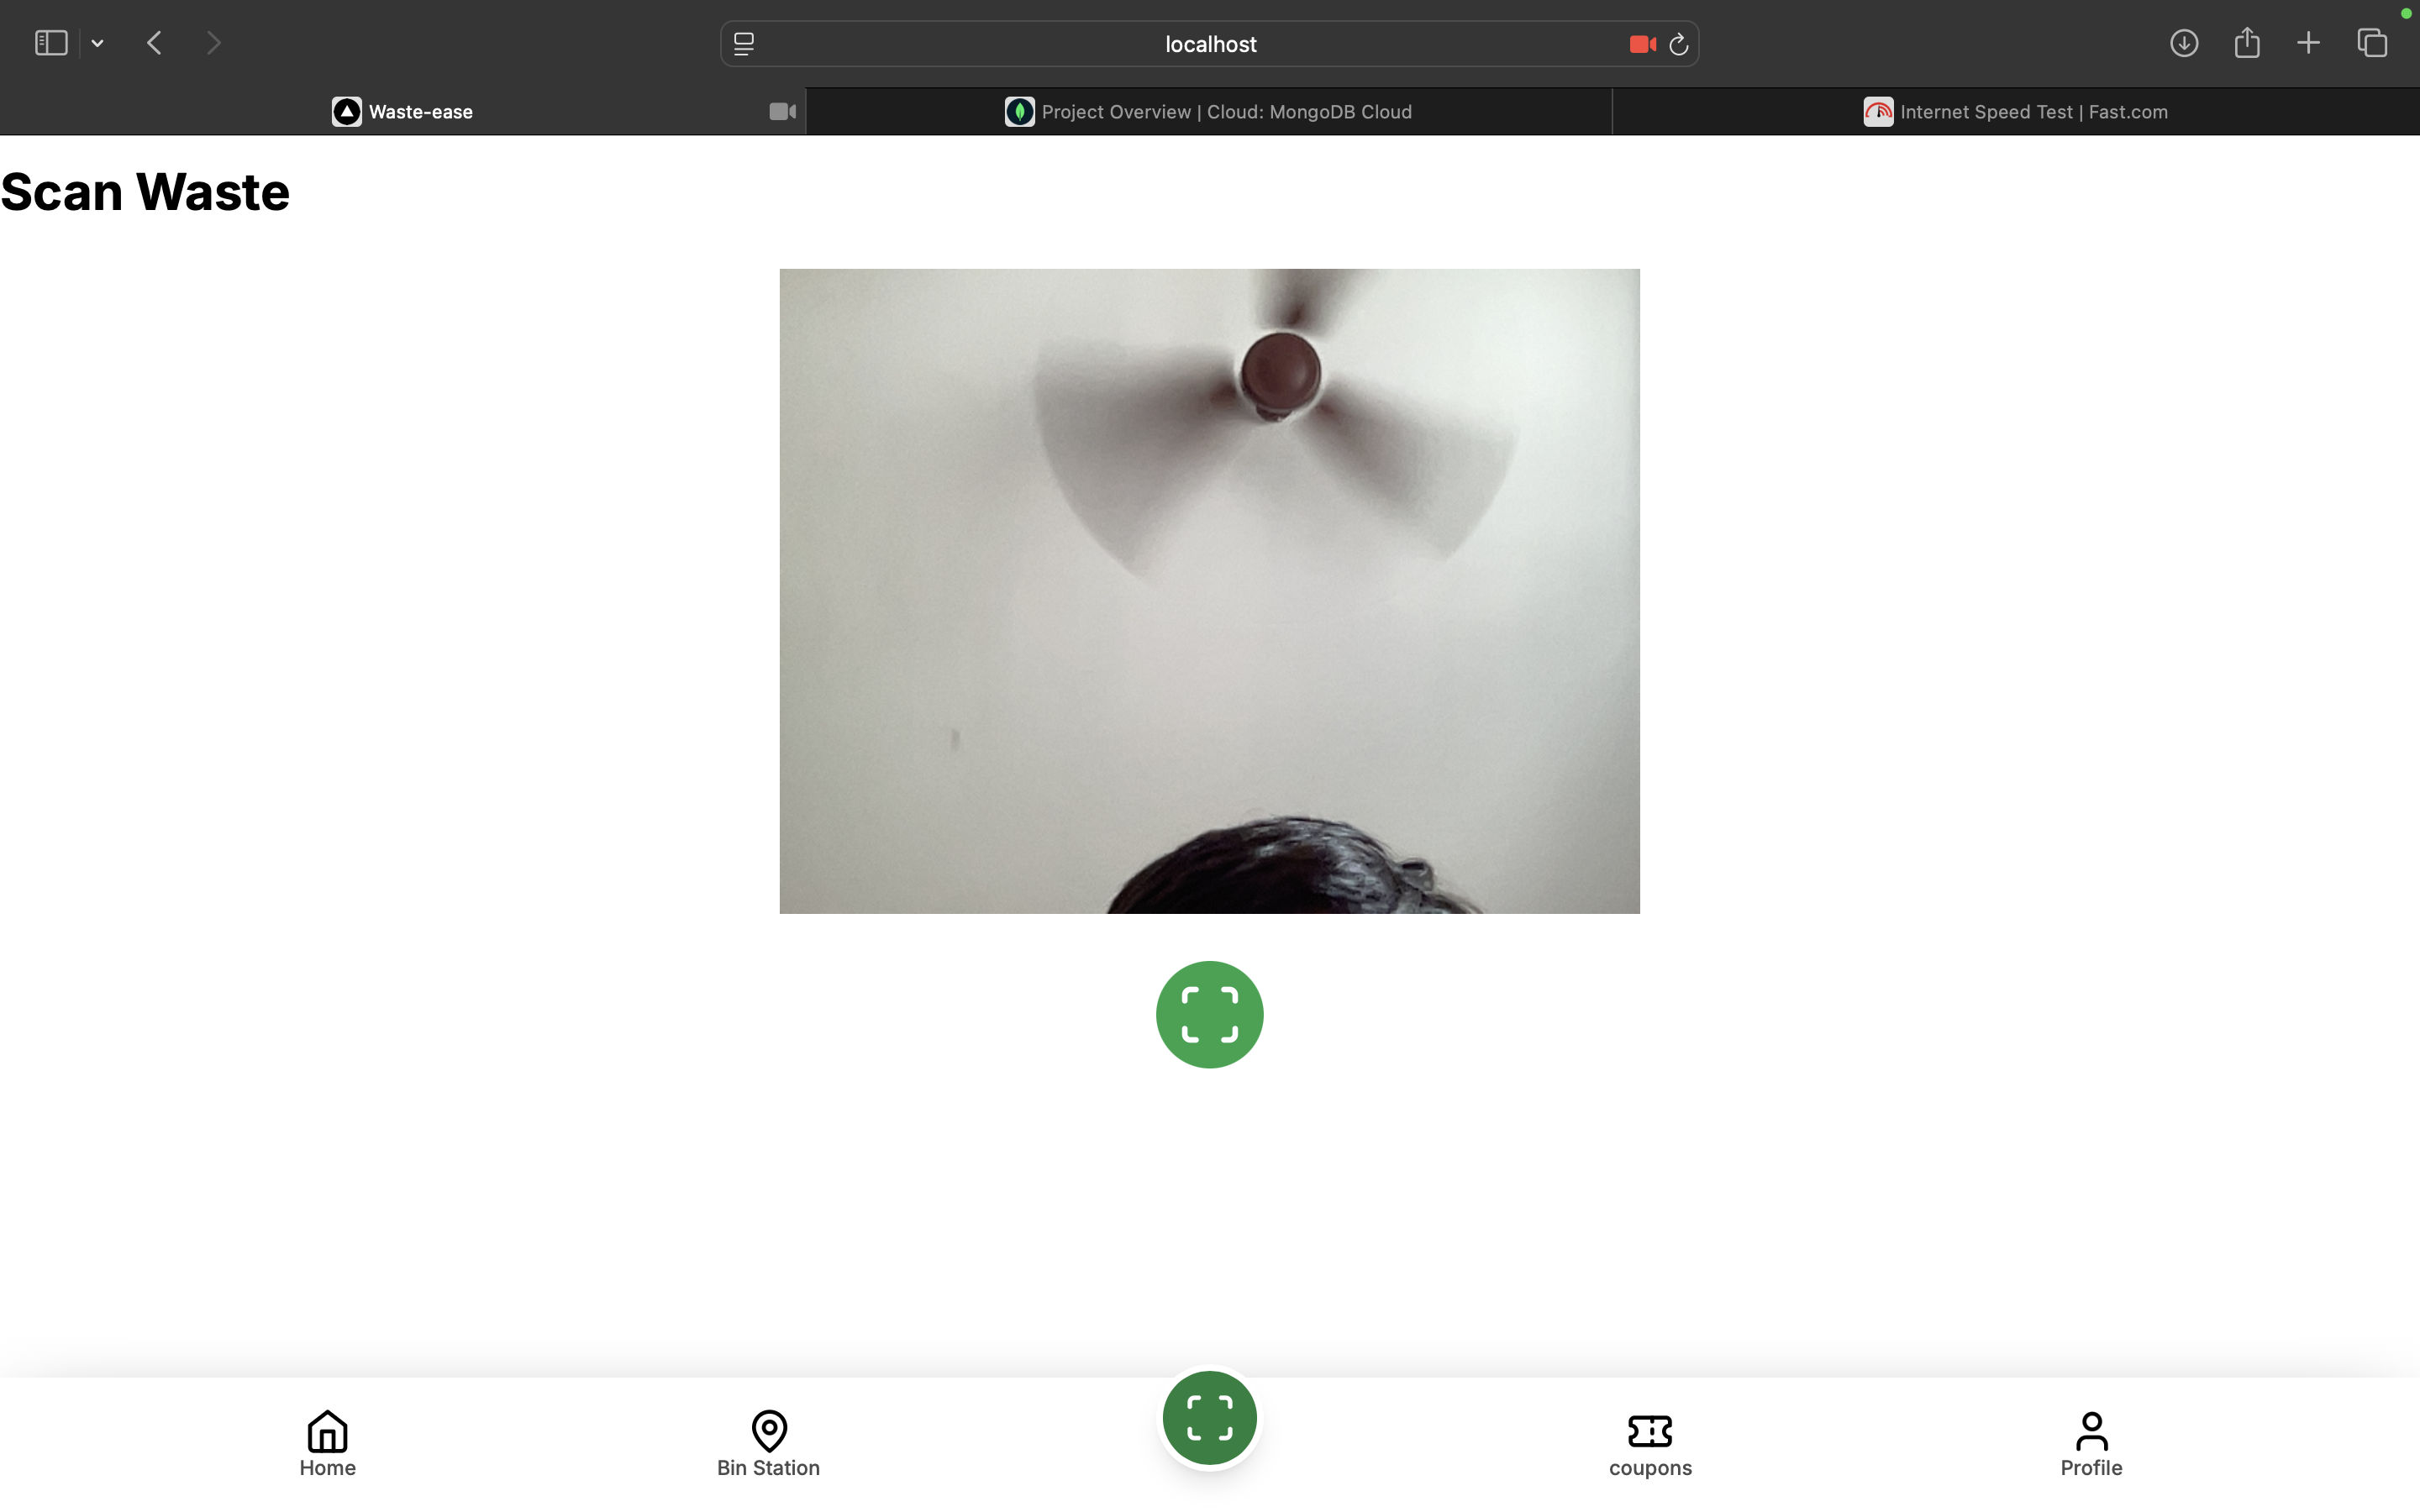 localhost
Waste-ease
Project Overview | Cloud: MongoDB Cloud
Internet Speed Test | Fast.com
Scan Waste
Home
Bin Station
coupons
Profile